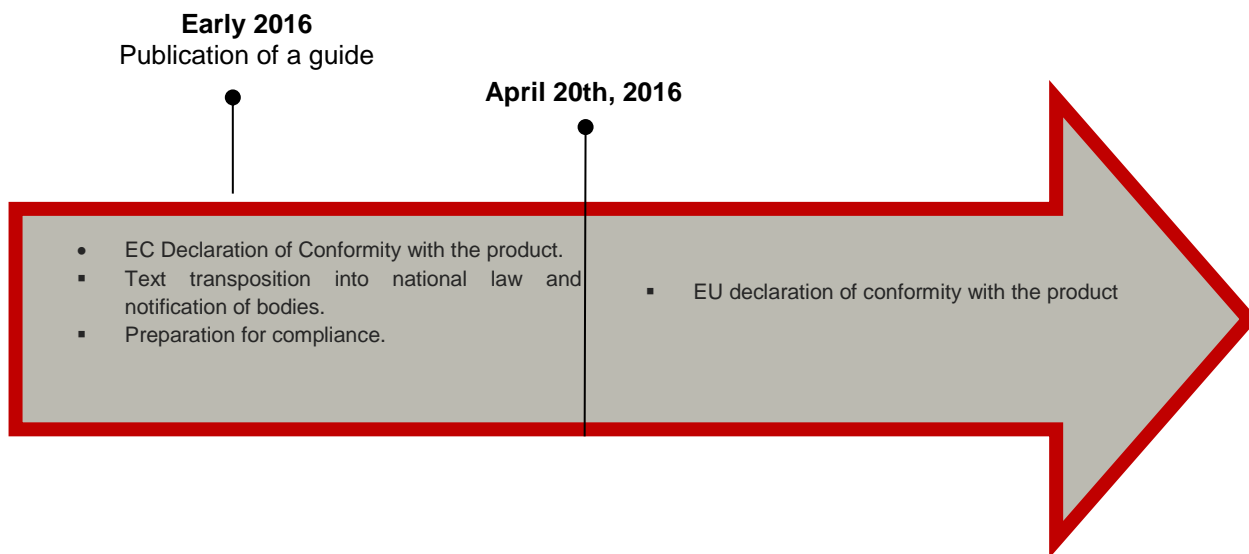 Early 2016
Publication of a guide
April 20th, 2016
● EC Declaration of Conformity with the product.
▪ Text transposition into national law and
notification of bodies.
▪ Preparation for compliance.
▪ EU declaration of conformity with the product